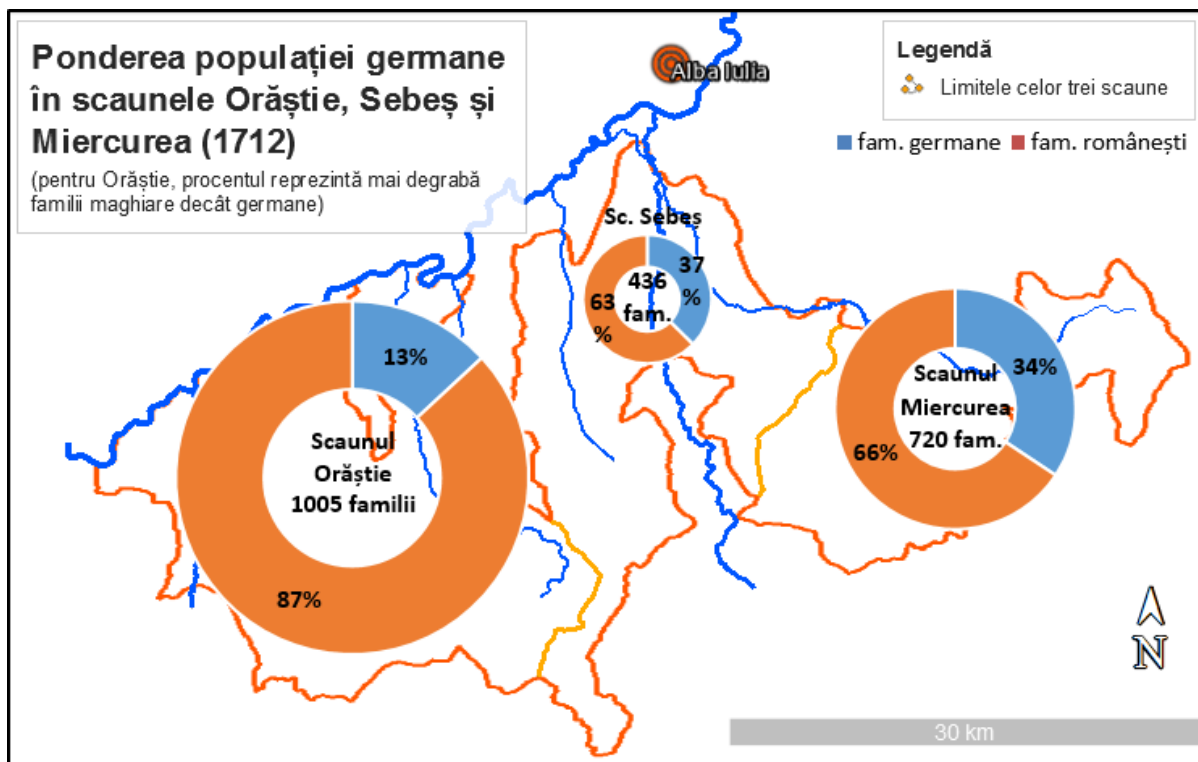 Ponderea populației germane
în scaunele Orăștie, Sebeș și
Miercurea (1712)
(pentru Orăștie, procentul reprezintă mai degrabă
familii maghiare decât germane)
Alba Iulia
Legendă
Limitele celor trei scaune
fam. germane fam. românești
Sc. Sebeș
37
%
436
fam.
63
%
13%
Scaunul
Orăștie
1005 familii
87%
34%
Scaunul
Miercurea
720 fam.
66%
N
30 km